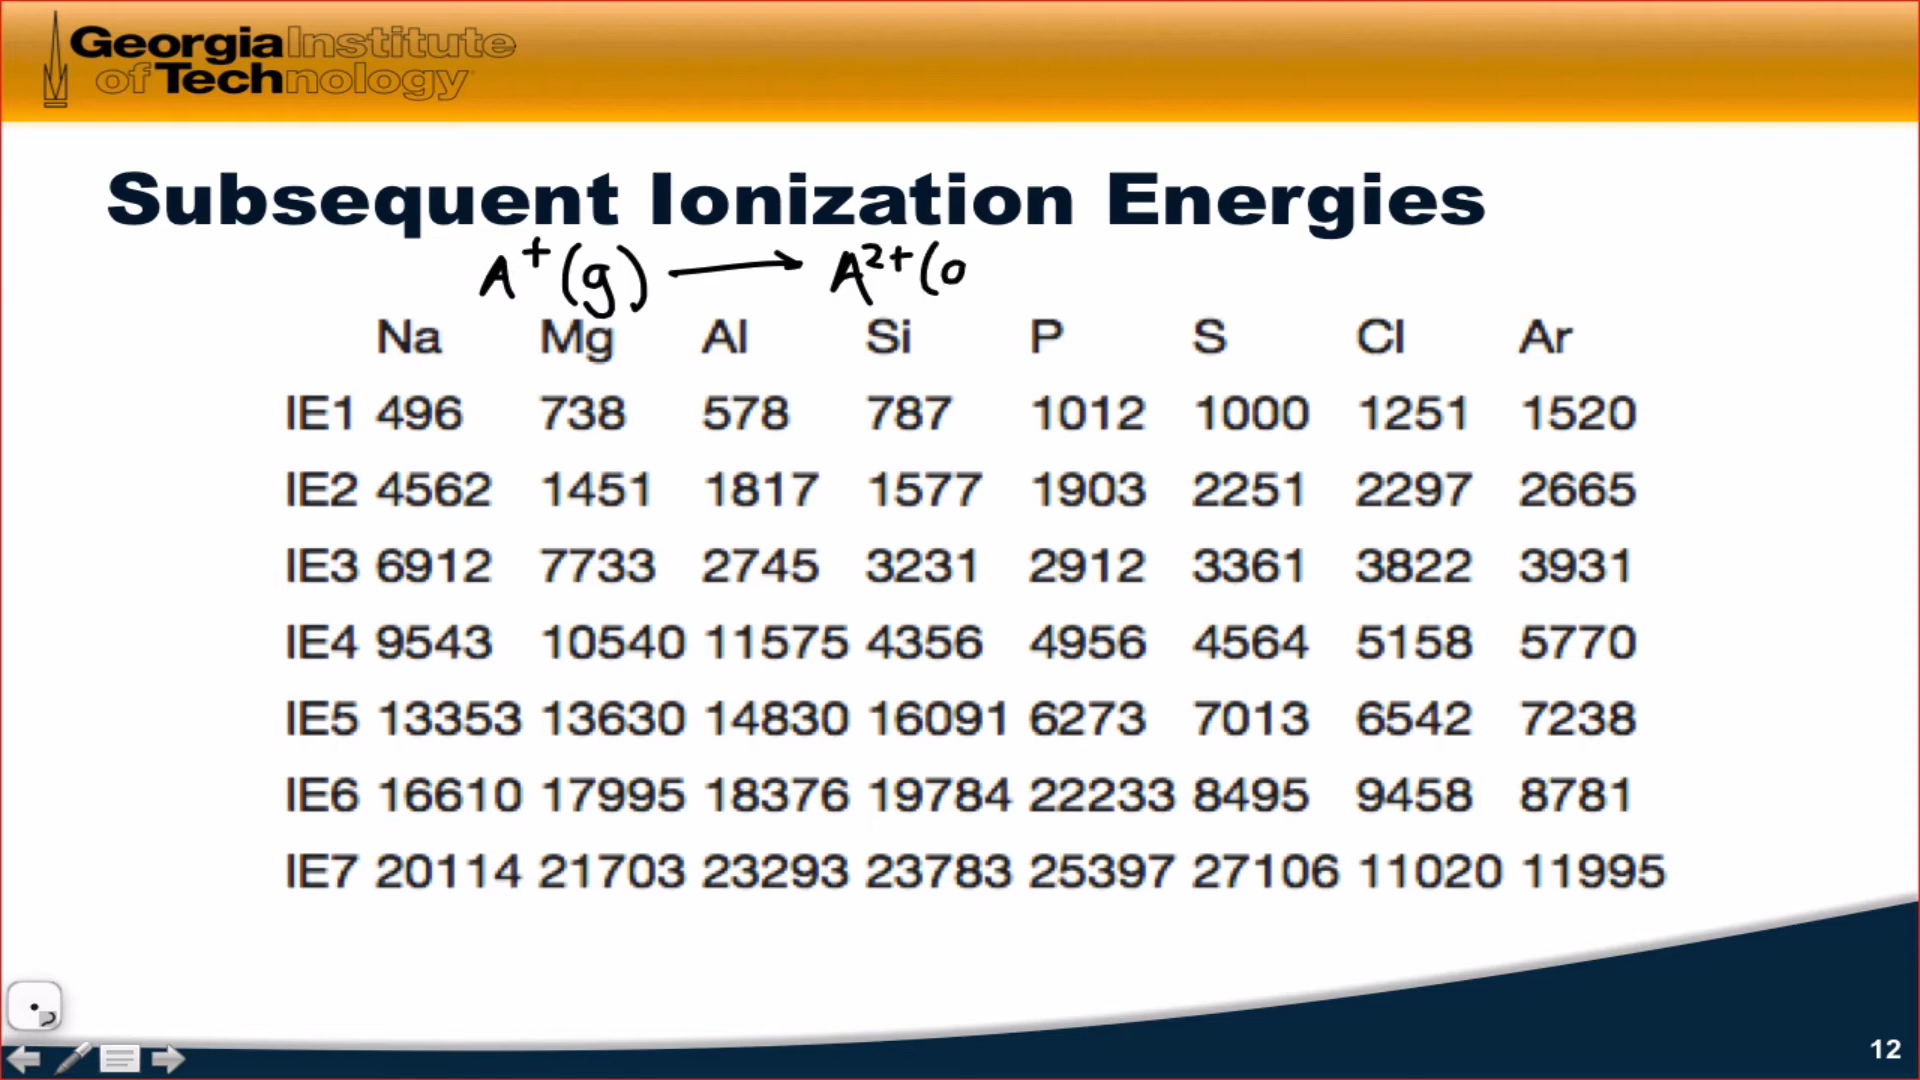 Georgia Institute
of Technology
Subsequent Ionization Energies
A⁺(g) → A²⁺(
Na Mg Al Si P S Cl Ar
IE1 496 738 578 787 1012 1000 1251 1520
IE2 4562 1451 1817 1577 1903 2251 2297 2665
IE3 6912 7733 2745 3231 2912 3361 3822 3931
IE4 9543 10540 11575 4356 4956 4564 5158 5770
IE5 13353 13630 14830 16091 6273 7013 6542 7238
IE6 16610 17995 18376 19784 22233 8495 9458 8781
IE7 20114 21703 23293 23783 25397 27106 11020 11995
12